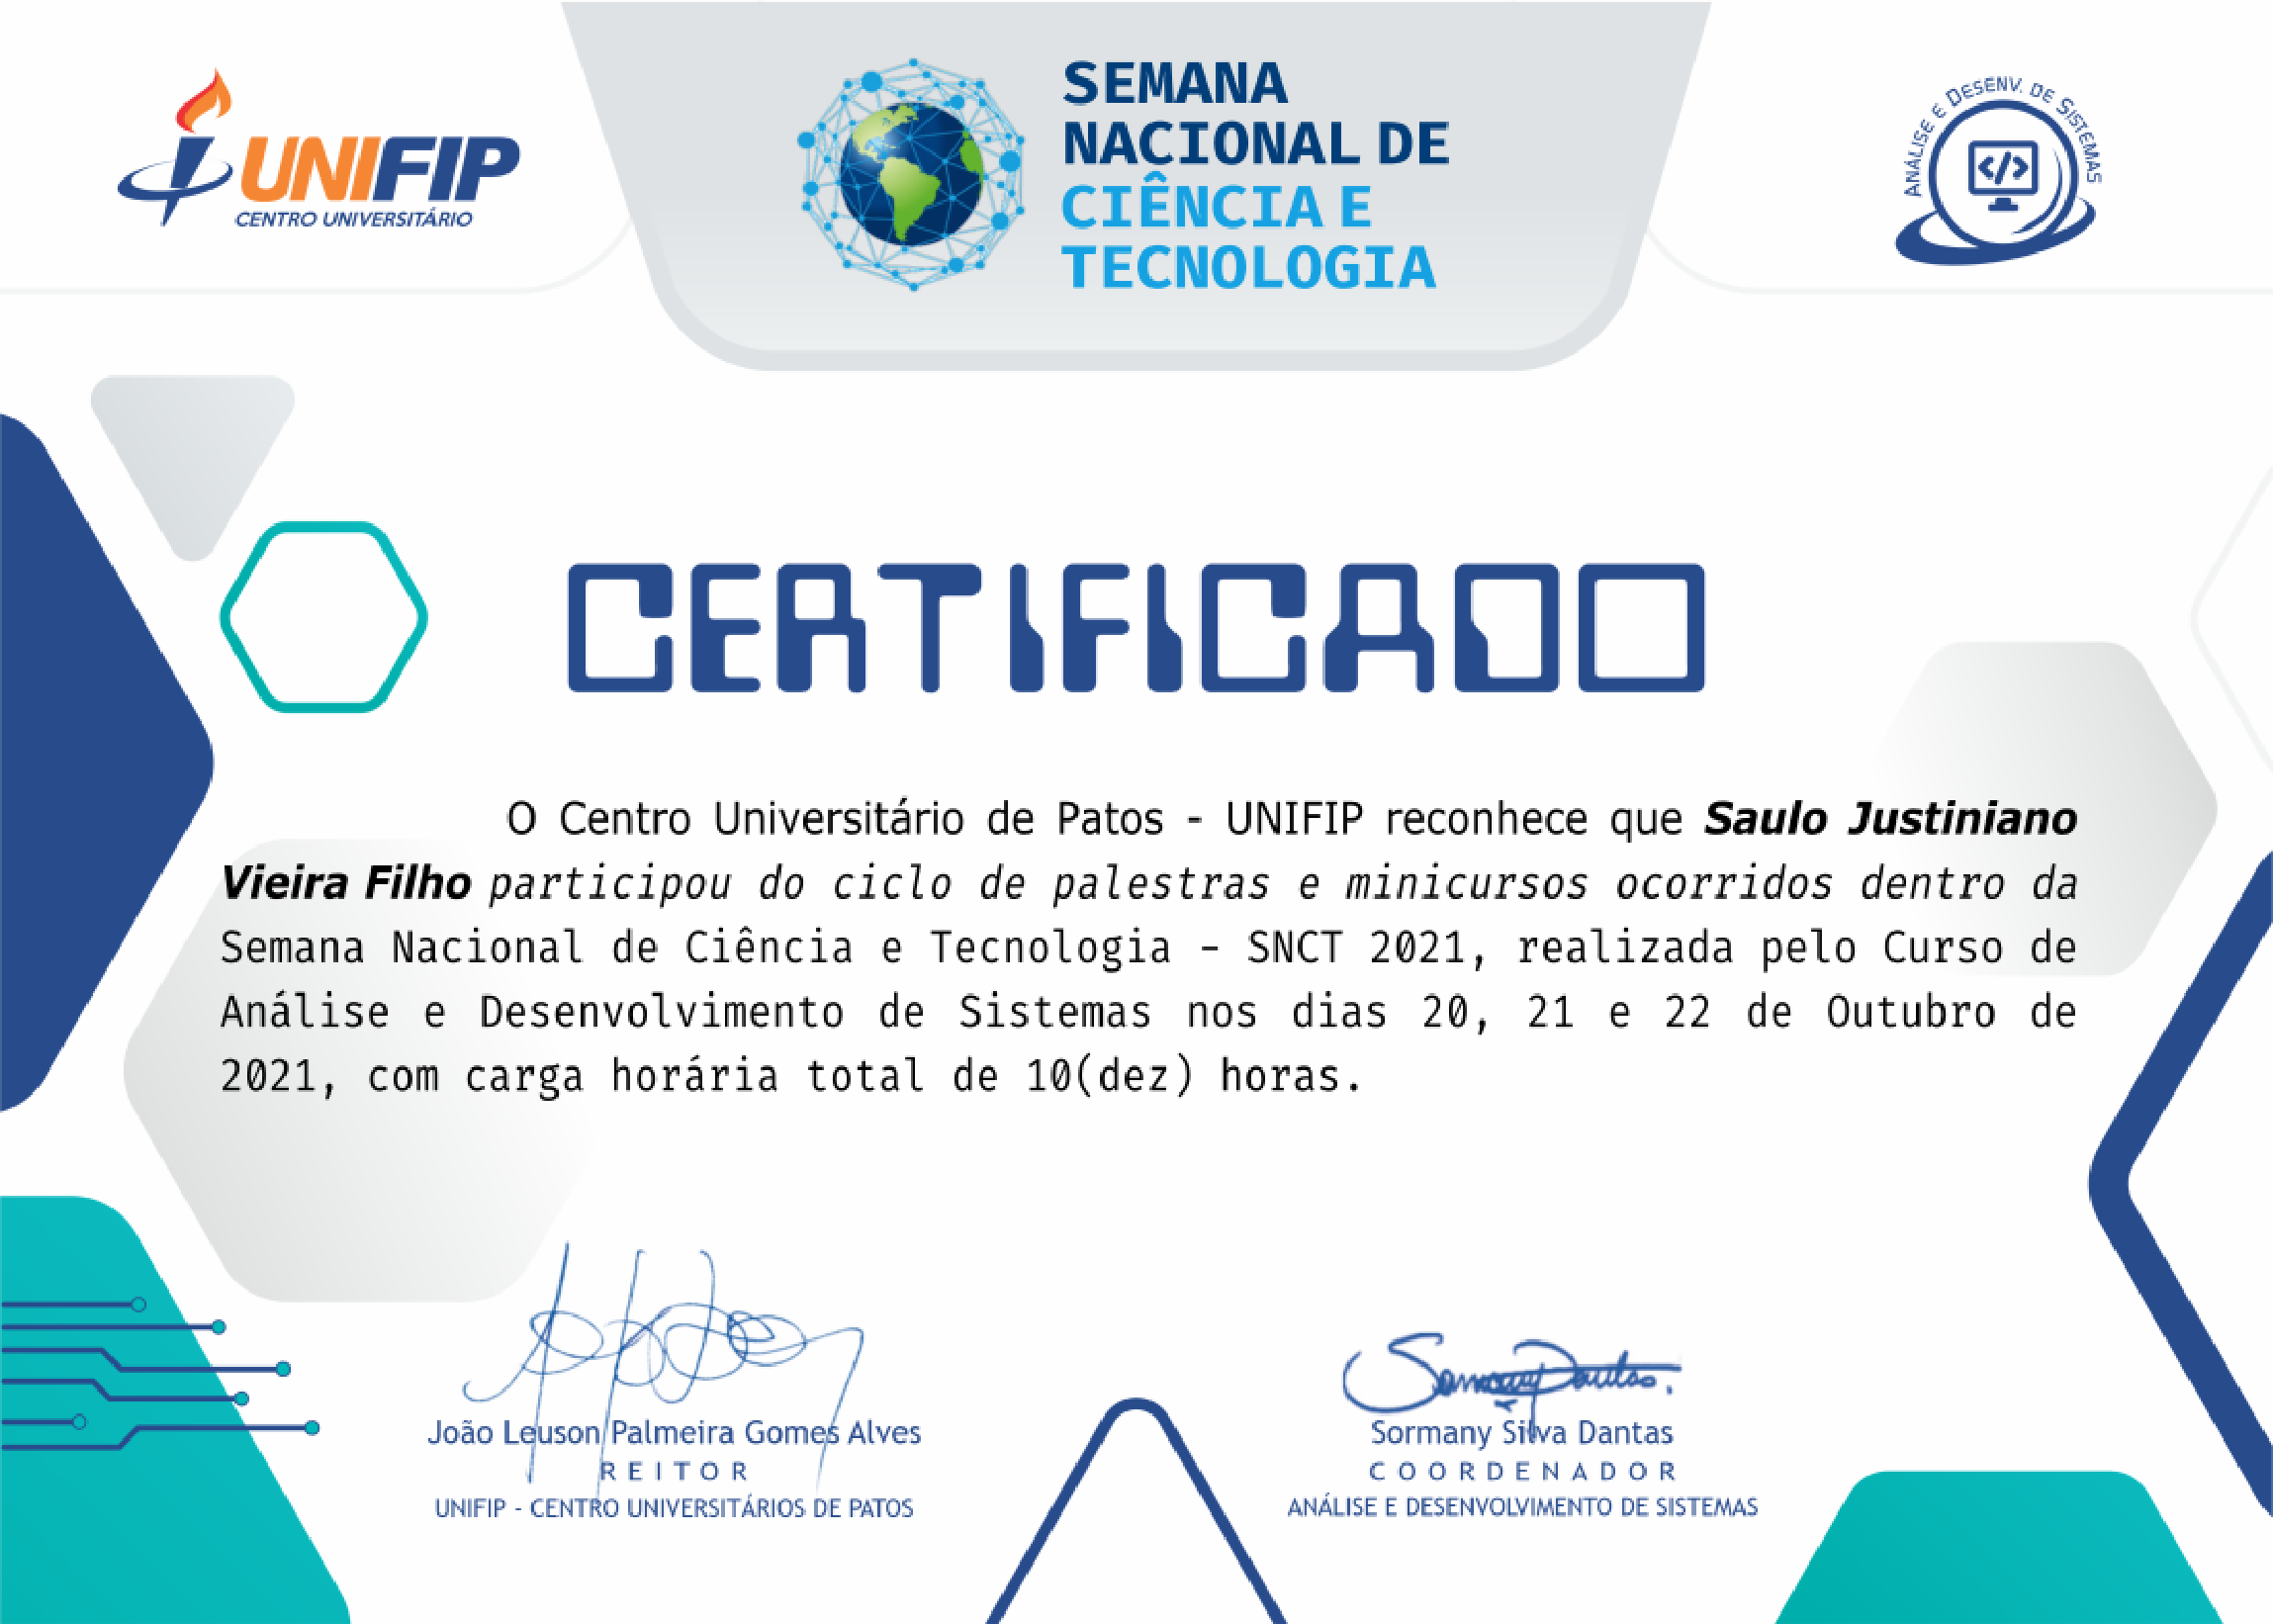 UNIFIP
CENTRO UNIVERSITÁRIO
SEMANA
NACIONAL DE
CIÊNCIA E
TECNOLOGIA
ANÁLISE E DESENV. DE SISTEMAS
</>
CERTIFICADO
O Centro Universitário de Patos - UNIFIP reconhece que Saulo Justiniano
Vieira Filho participou do ciclo de palestras e minicursos ocorridos dentro da
Semana Nacional de Ciência e Tecnologia – SNCT 2021, realizada pelo Curso de
Análise e Desenvolvimento de Sistemas nos dias 20, 21 e 22 de Outubro de
2021, com carga horária total de 10(dez) horas.
Sormany Dantas.
João Leuson Palmeira Gomes Alves
REITOR
UNIFIP - CENTRO UNIVERSITÁRIOS DE PATOS
Sormany Silva Dantas
COORDENADOR
ANÁLISE E DESENVOLVIMENTO DE SISTEMAS